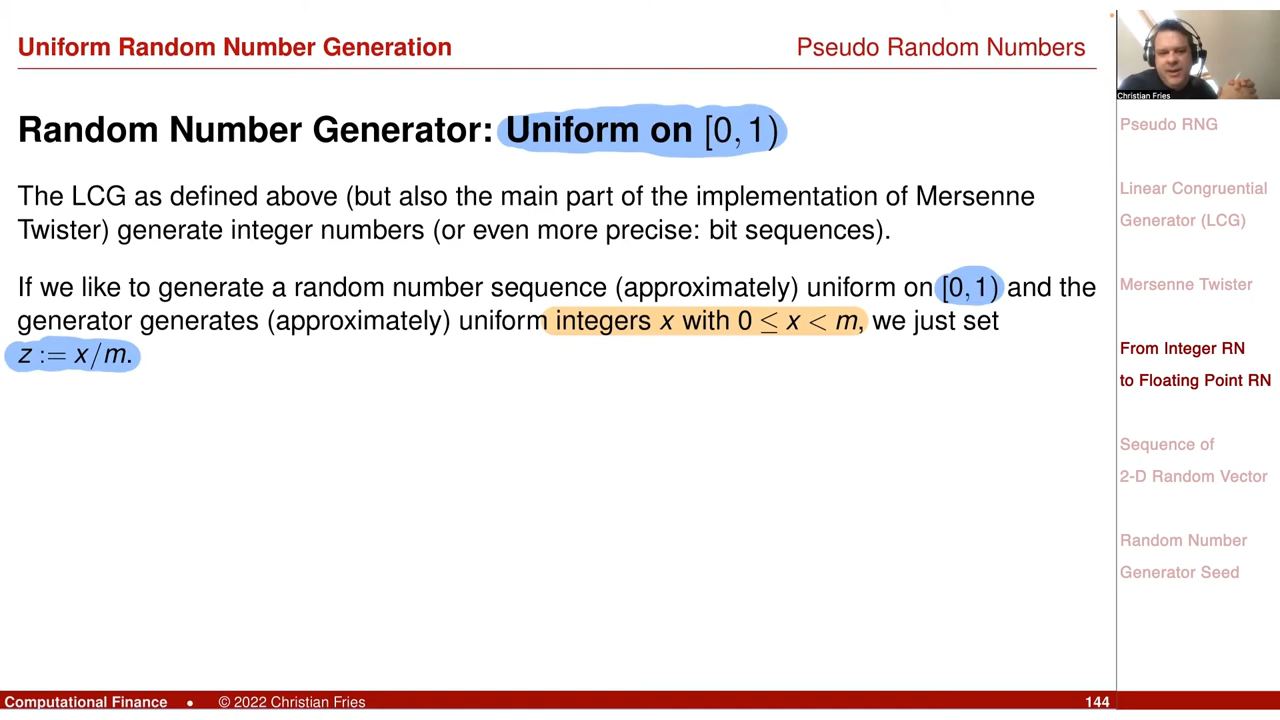 Uniform Random Number Generation
Pseudo Random Numbers
Christian Fries
Random Number Generator: Uniform on [0, 1)
The LCG as defined above (but also the main part of the implementation of Mersenne
Twister) generate integer numbers (or even more precise: bit sequences).
If we like to generate a random number sequence (approximately) uniform on [0, 1) and the
generator generates (approximately) uniform integers x with 0 ≤ x < m, we just set
z := x/m.
Pseudo RNG
Linear Congruential
Generator (LCG)
Mersenne Twister
From Integer RN
to Floating Point RN
Sequence of
2-D Random Vector
Random Number
Generator Seed
Computational Finance • © 2022 Christian Fries 144